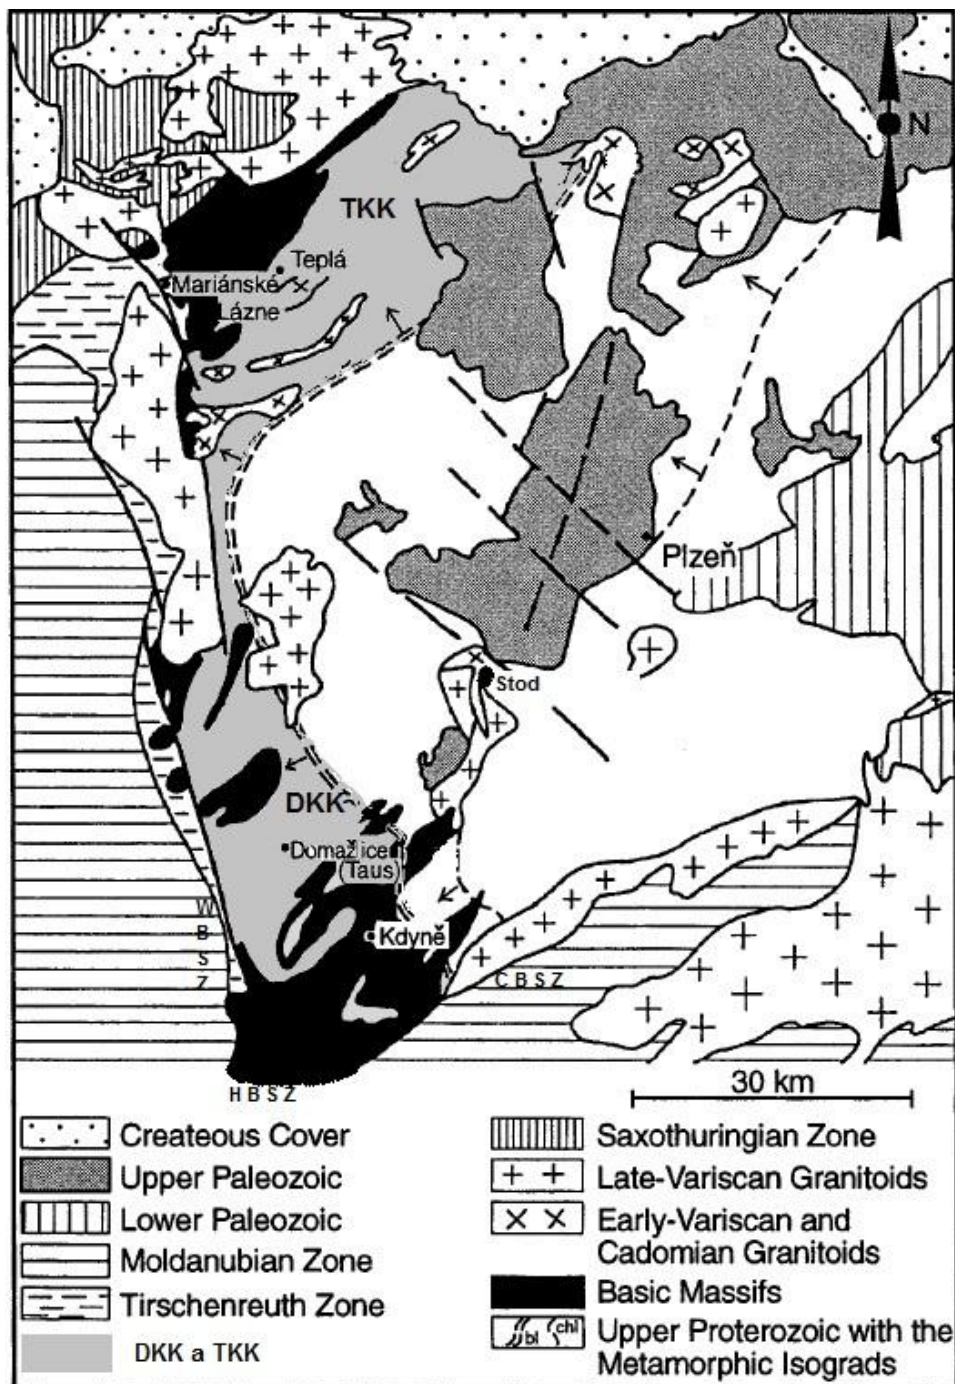 N
TKK
Teplá
Mariánské
Lázne
Plzeň
Stod
DKK
Domažlice
(Taus)
Kdyně
W
B
S
Z
C B S Z
H B S Z
30 km
Createous Cover
Upper Paleozoic
Lower Paleozoic
Moldanubian Zone
Tirschenreuth Zone
DKK a TKK
Saxothuringian Zone
Late-Variscan Granitoids
Early-Variscan and
Cadomian Granitoids
Basic Massifs
bl chl
Upper Proterozoic with the
Metamorphic Isograds